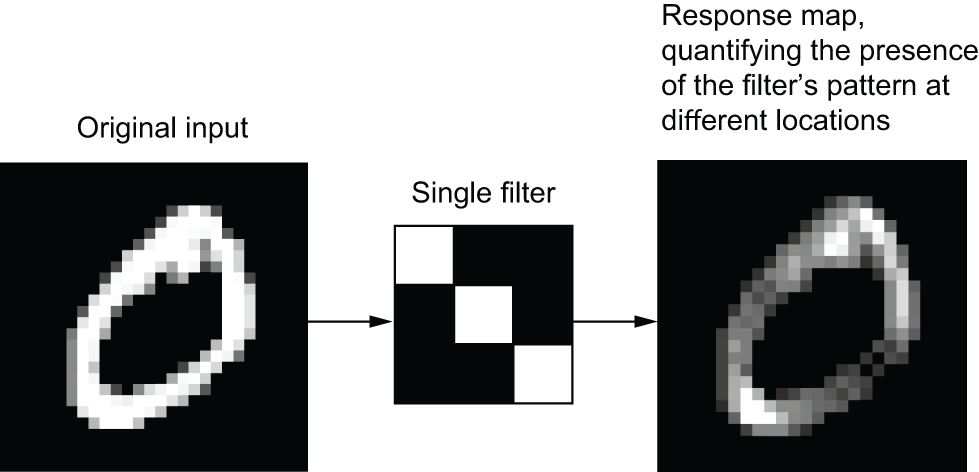 Original input
Single filter
Response map,
quantifying the presence
of the filter's pattern at
different locations